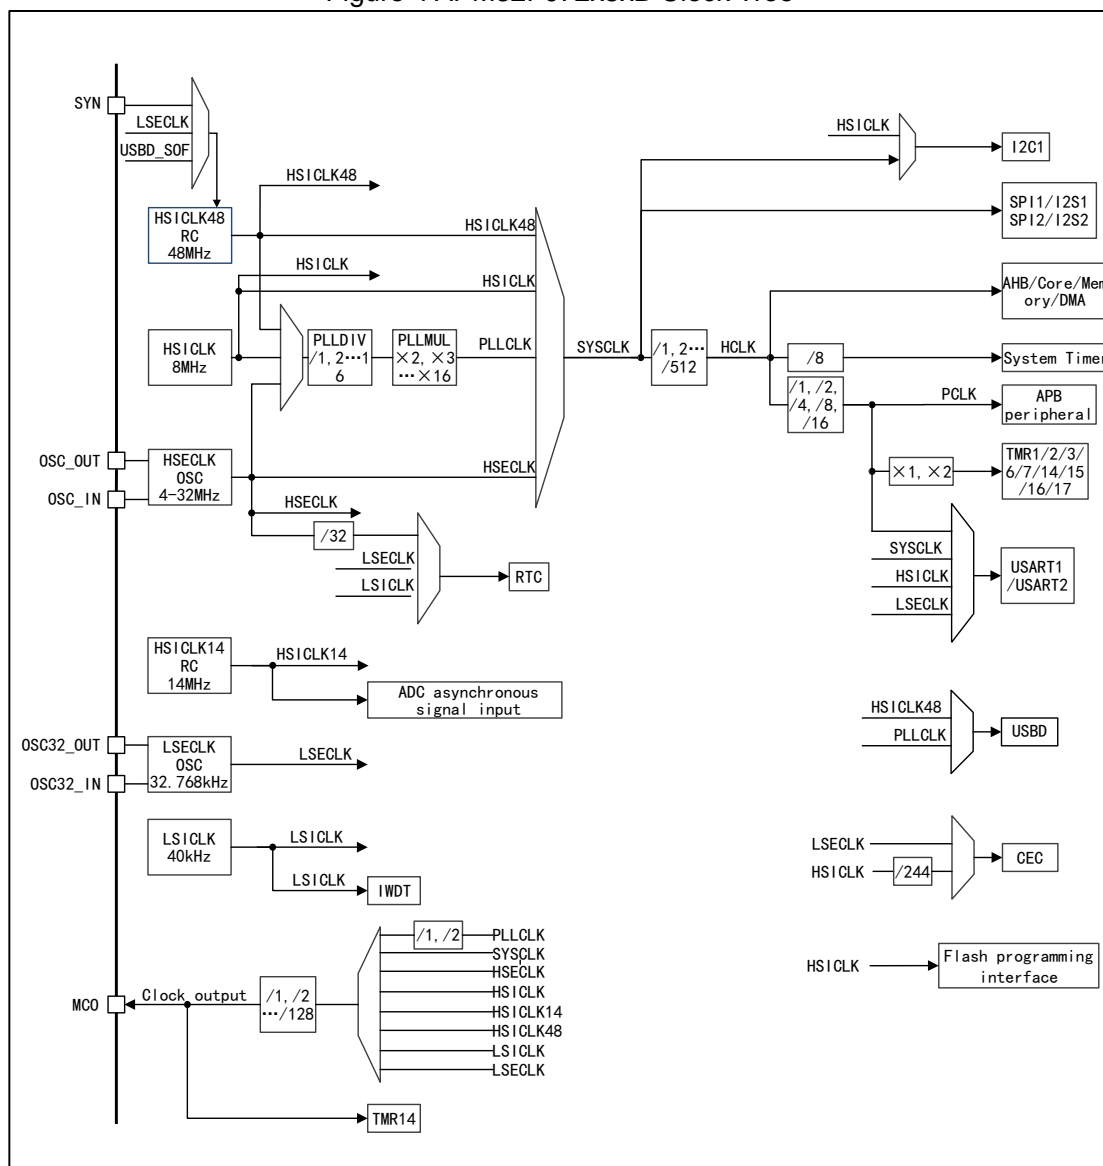 SYN
LSECLK
USBD_SOF
HSICLK48
RC
48MHz
HSICLK48
HSICLK48
HSICLK
HSICLK
HSICLK
8MHz
PLLDIV
/1, 2⋯1
6
PLLMUL
×2, ×3
⋯×16
PLLCLK
SYSCLK
/1, 2⋯
/512
HCLK
HSICLK
I2C1
SPI1/I2S1
SPI2/I2S2
AHB/Core/Mem
ory/DMA
/8
System Timer
/1, /2,
/4, /8,
/16
PCLK
APB
peripheral
×1, ×2
TMR1/2/3/
6/7/14/15
/16/17
OSC_OUT
OSC_IN
HSECLK
OSC
4-32MHz
HSECLK
HSECLK
/32
LSECLK
LSICLK
RTC
SYSCLK
HSICLK
LSECLK
USART1
/USART2
HSICLK14
RC
14MHz
HSICLK14
ADC asynchronous
signal input
HSICLK48
PLLCLK
USBD
OSC32_OUT
OSC32_IN
LSECLK
OSC
32.768kHz
LSECLK
LSICLK
40kHz
LSICLK
LSICLK
IWDT
LSECLK
HSICLK
/244
CEC
MCO
Clock output
/1, /2
⋯/128
/1, /2
PLLCLK
SYSCLK
HSECLK
HSICLK
HSICLK14
HSICLK48
LSICLK
LSECLK
TMR14
HSICLK
Flash programming
interface